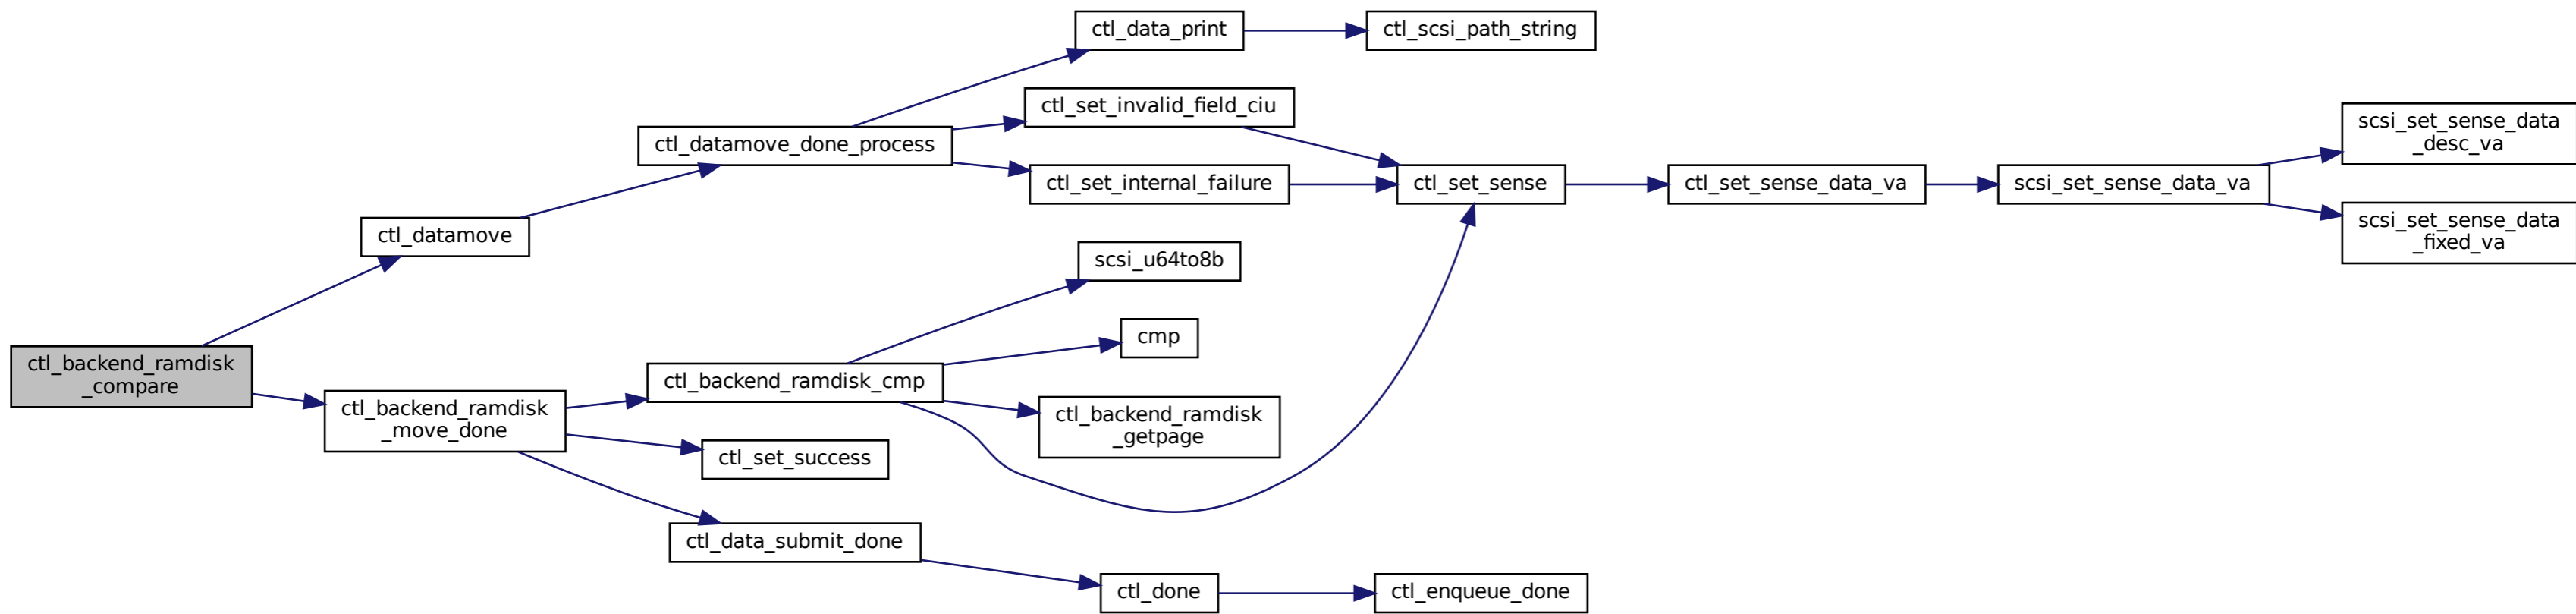 ctl_backend_ramdisk
_compare
ctl_datamove
ctl_backend_ramdisk
_move_done
ctl_datamove_done_process
ctl_backend_ramdisk_cmp
ctl_set_success
ctl_data_submit_done
ctl_data_print
ctl_set_invalid_field_ciu
ctl_set_internal_failure
scsi_u64to8b
cmp
ctl_backend_ramdisk
_getpage
ctl_done
ctl_scsi_path_string
ctl_set_sense
ctl_enqueue_done
ctl_set_sense_data_va
scsi_set_sense_data_va
scsi_set_sense_data
_desc_va
scsi_set_sense_data
_fixed_va